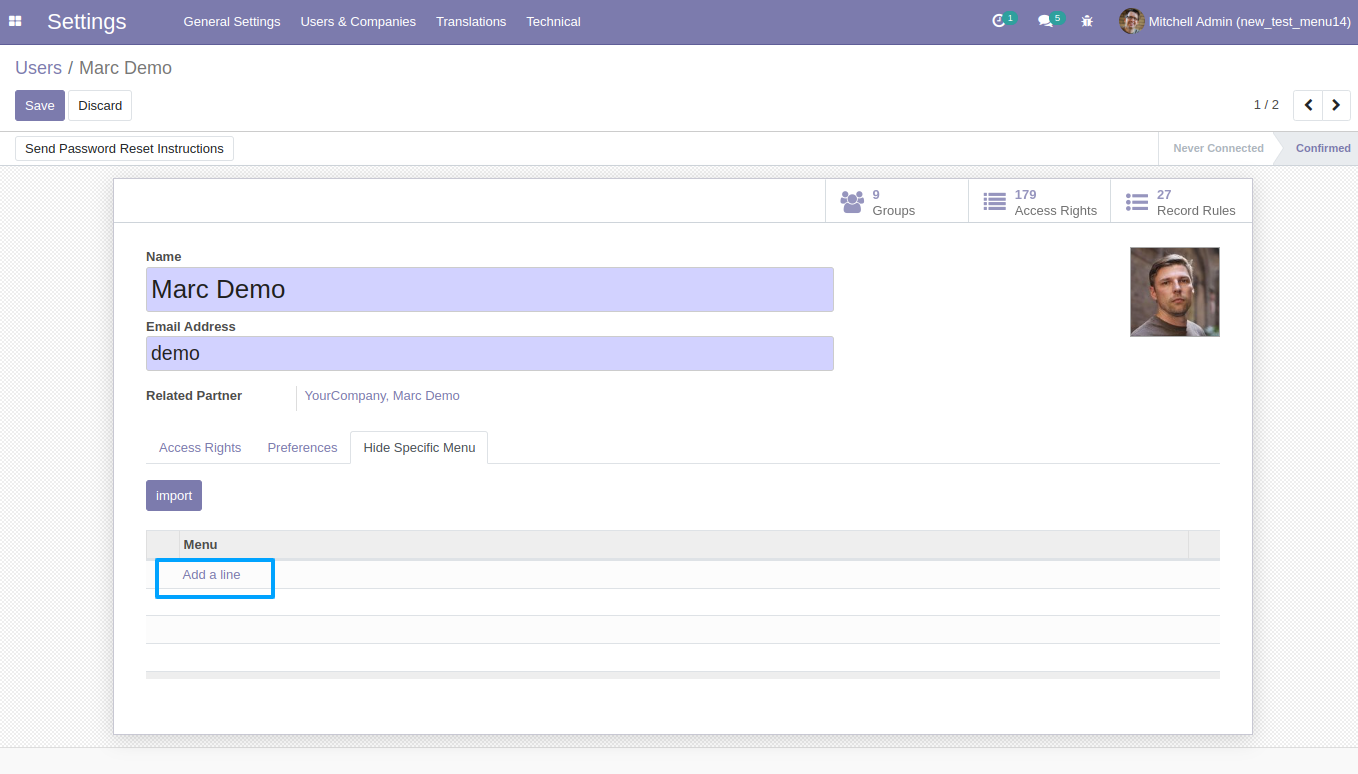 Settings General Settings Users & Companies Translations Technical 1 5 Mitchell Admin (new_test_menu14)
Users / Marc Demo
Save Discard 1 / 2
Send Password Reset Instructions Never Connected Confirmed
9 Groups
179 Access Rights
27 Record Rules
Name
Marc Demo
Email Address
demo
Related Partner YourCompany, Marc Demo
Access Rights Preferences Hide Specific Menu
import
Menu
Add a line